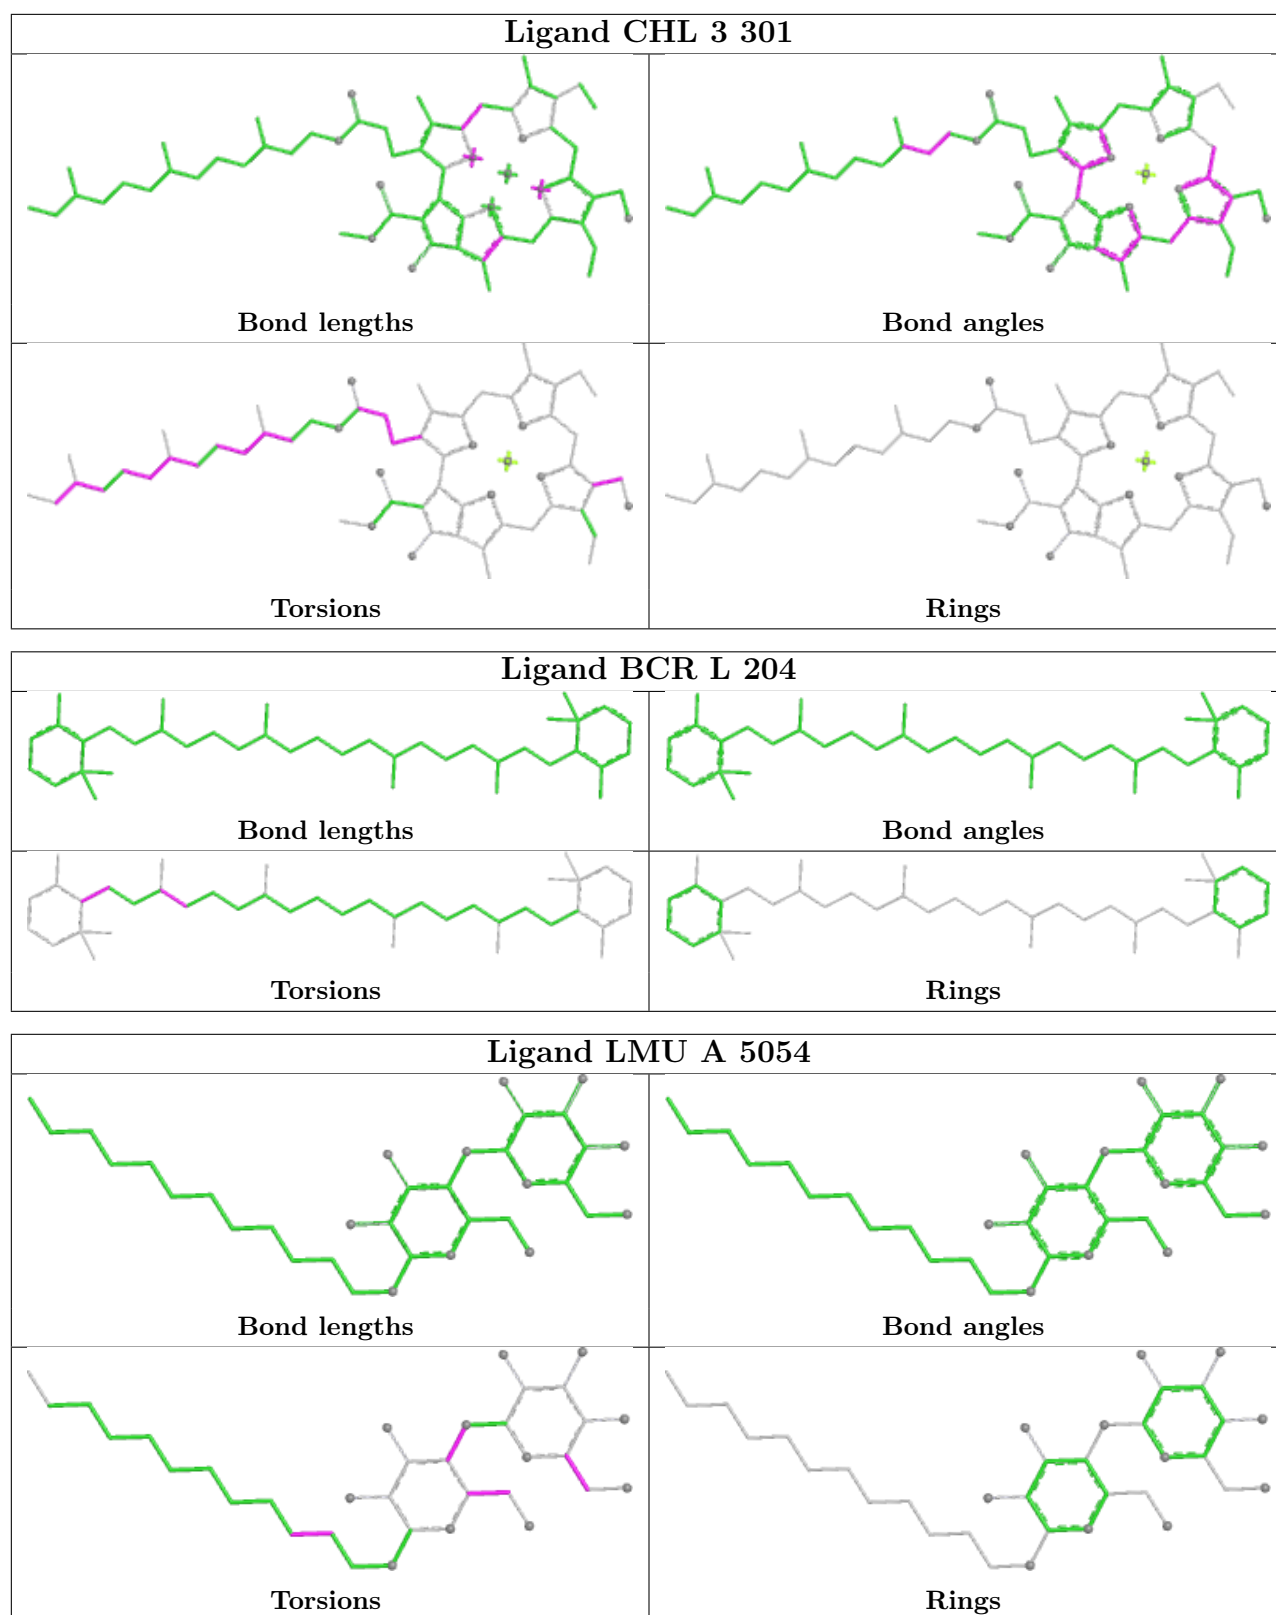 Ligand CHL 3 301
Bond lengths
Bond angles
Torsions
Rings
Ligand BCR L 204
Bond lengths
Bond angles
Torsions
Rings
Ligand LMU A 5054
Bond lengths
Bond angles
Torsions
Rings